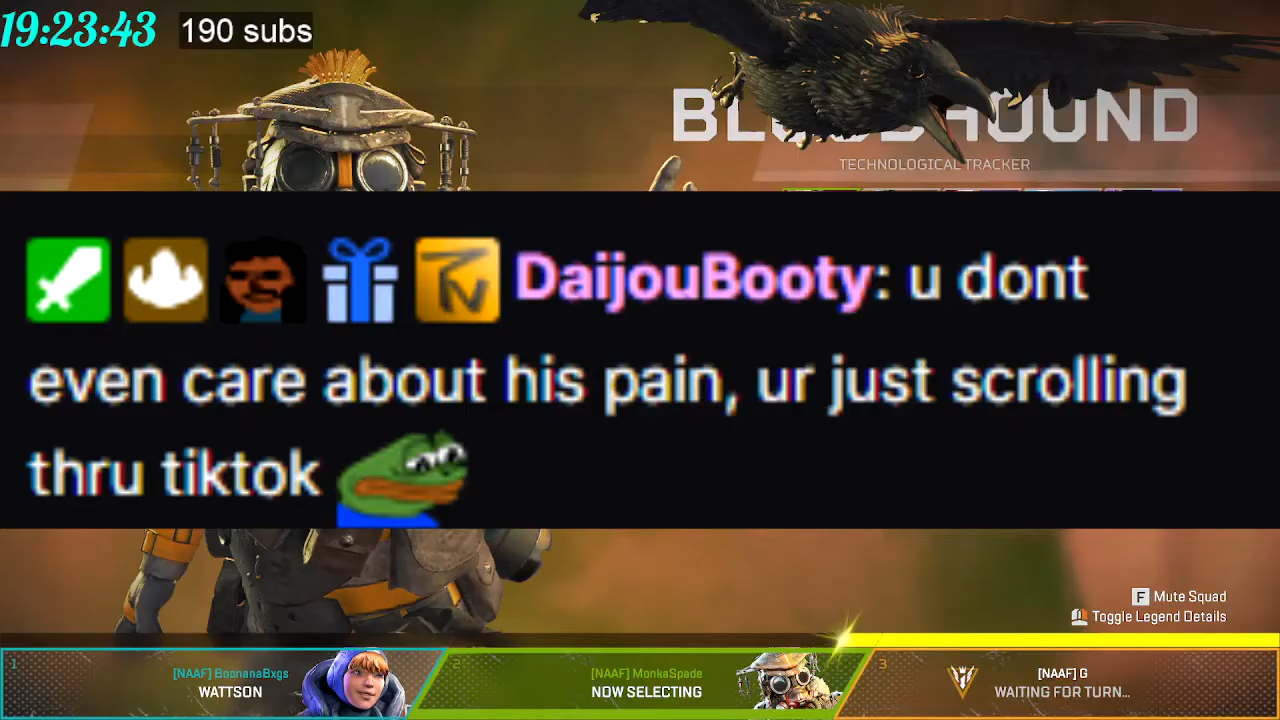 19:23:43 190 subs
BLOODHOUND
TECHNOLOGICAL TRACKER
DaijouBooty: u dont
even care about his pain, ur just scrolling
thru tiktok
F Mute Squad
Toggle Legend Details
1 [NAAF] BoonanaBxgs
WATTSON
2 [NAAF] MonkaSpade
NOW SELECTING
3 [NAAF] G
WAITING FOR TURN...